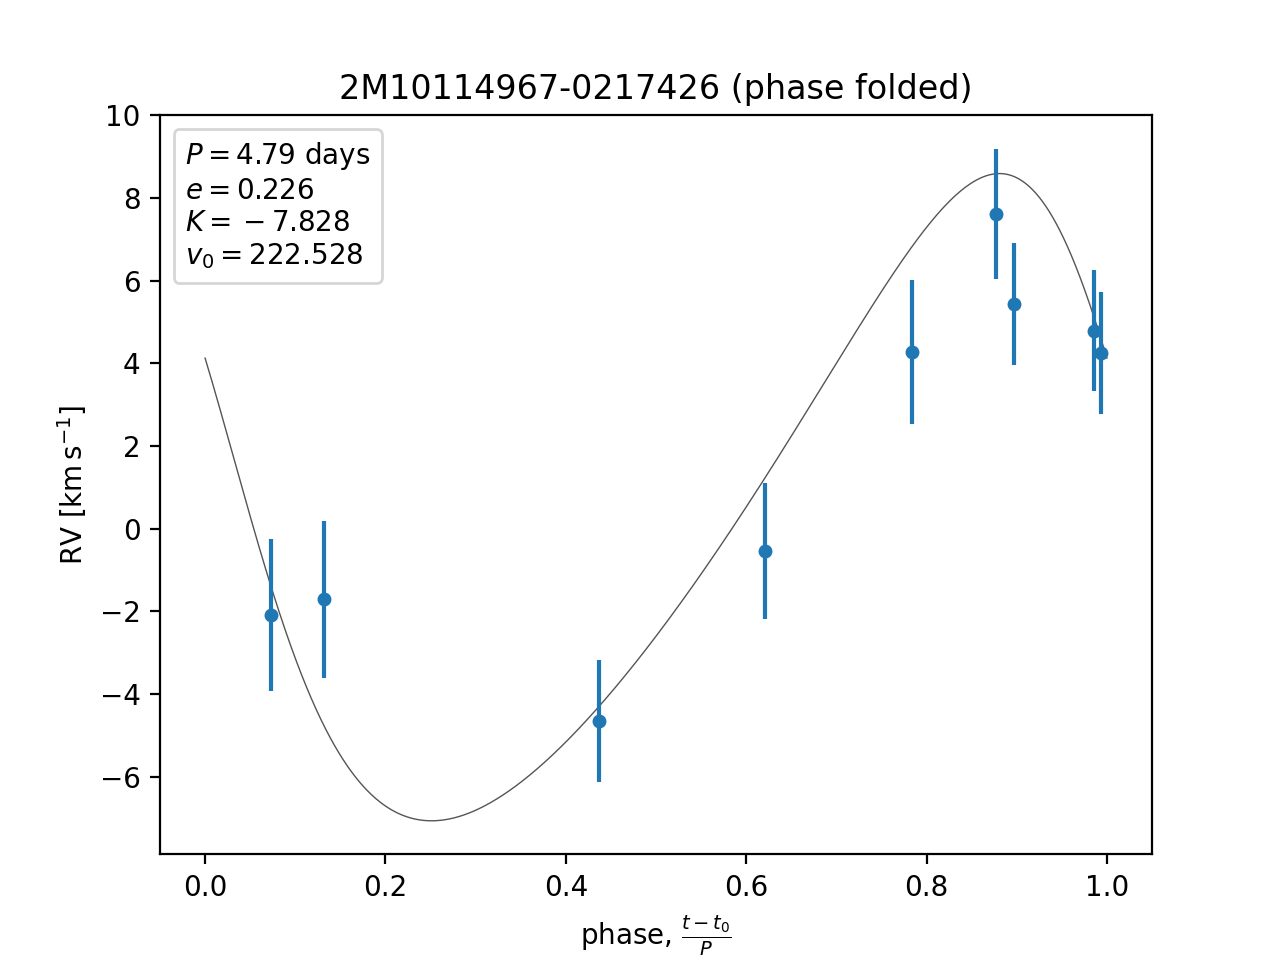 2M10114967-0217426 (phase folded)
P = 4.79 days
e = 0.226
K = −7.828
v₀ = 222.528
10
8
6
4
2
0
−2
−4
−6
RV [km s⁻¹]
0.0 0.2 0.4 0.6 0.8 1.0
phase, (t − t₀)/P